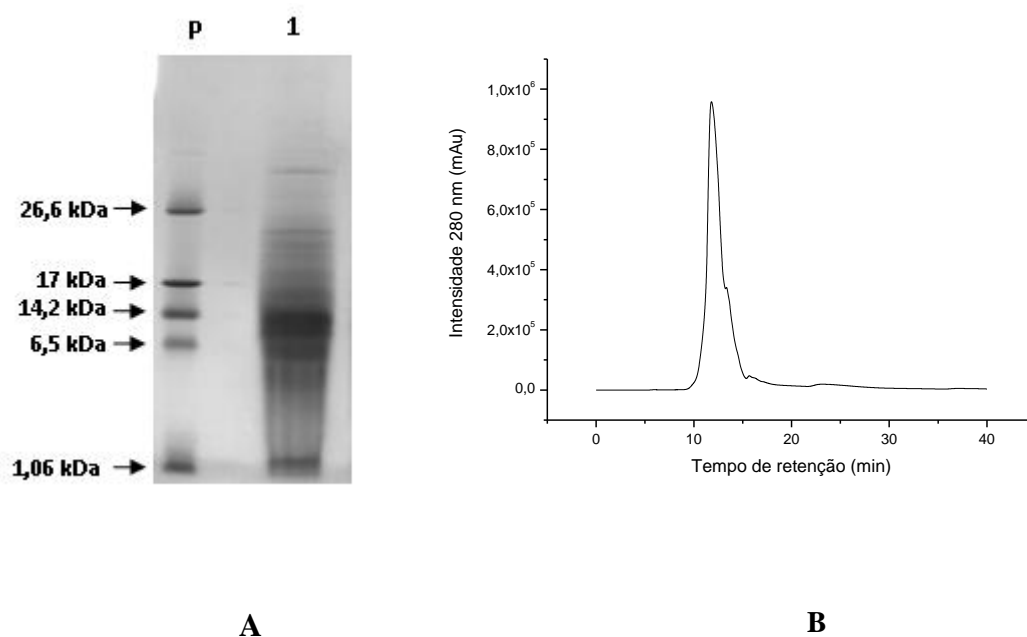 P 1
26,6 kDa
17 kDa
14,2 kDa
6,5 kDa
1,06 kDa
A
Intensidade 280 nm (mAu)
1,0x10⁶
8,0x10⁵
6,0x10⁵
4,0x10⁵
2,0x10⁵
0,0
0 10 20 30 40
Tempo de retenção (min)
B